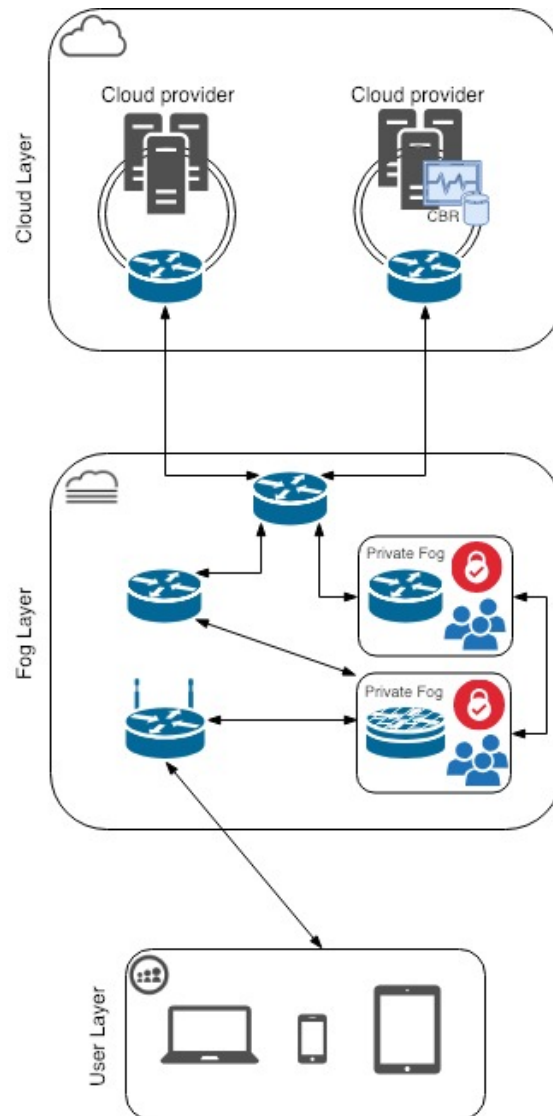 Cloud Layer
Cloud provider
Cloud provider
CBR
Fog Layer
Private Fog
Private Fog
User Layer